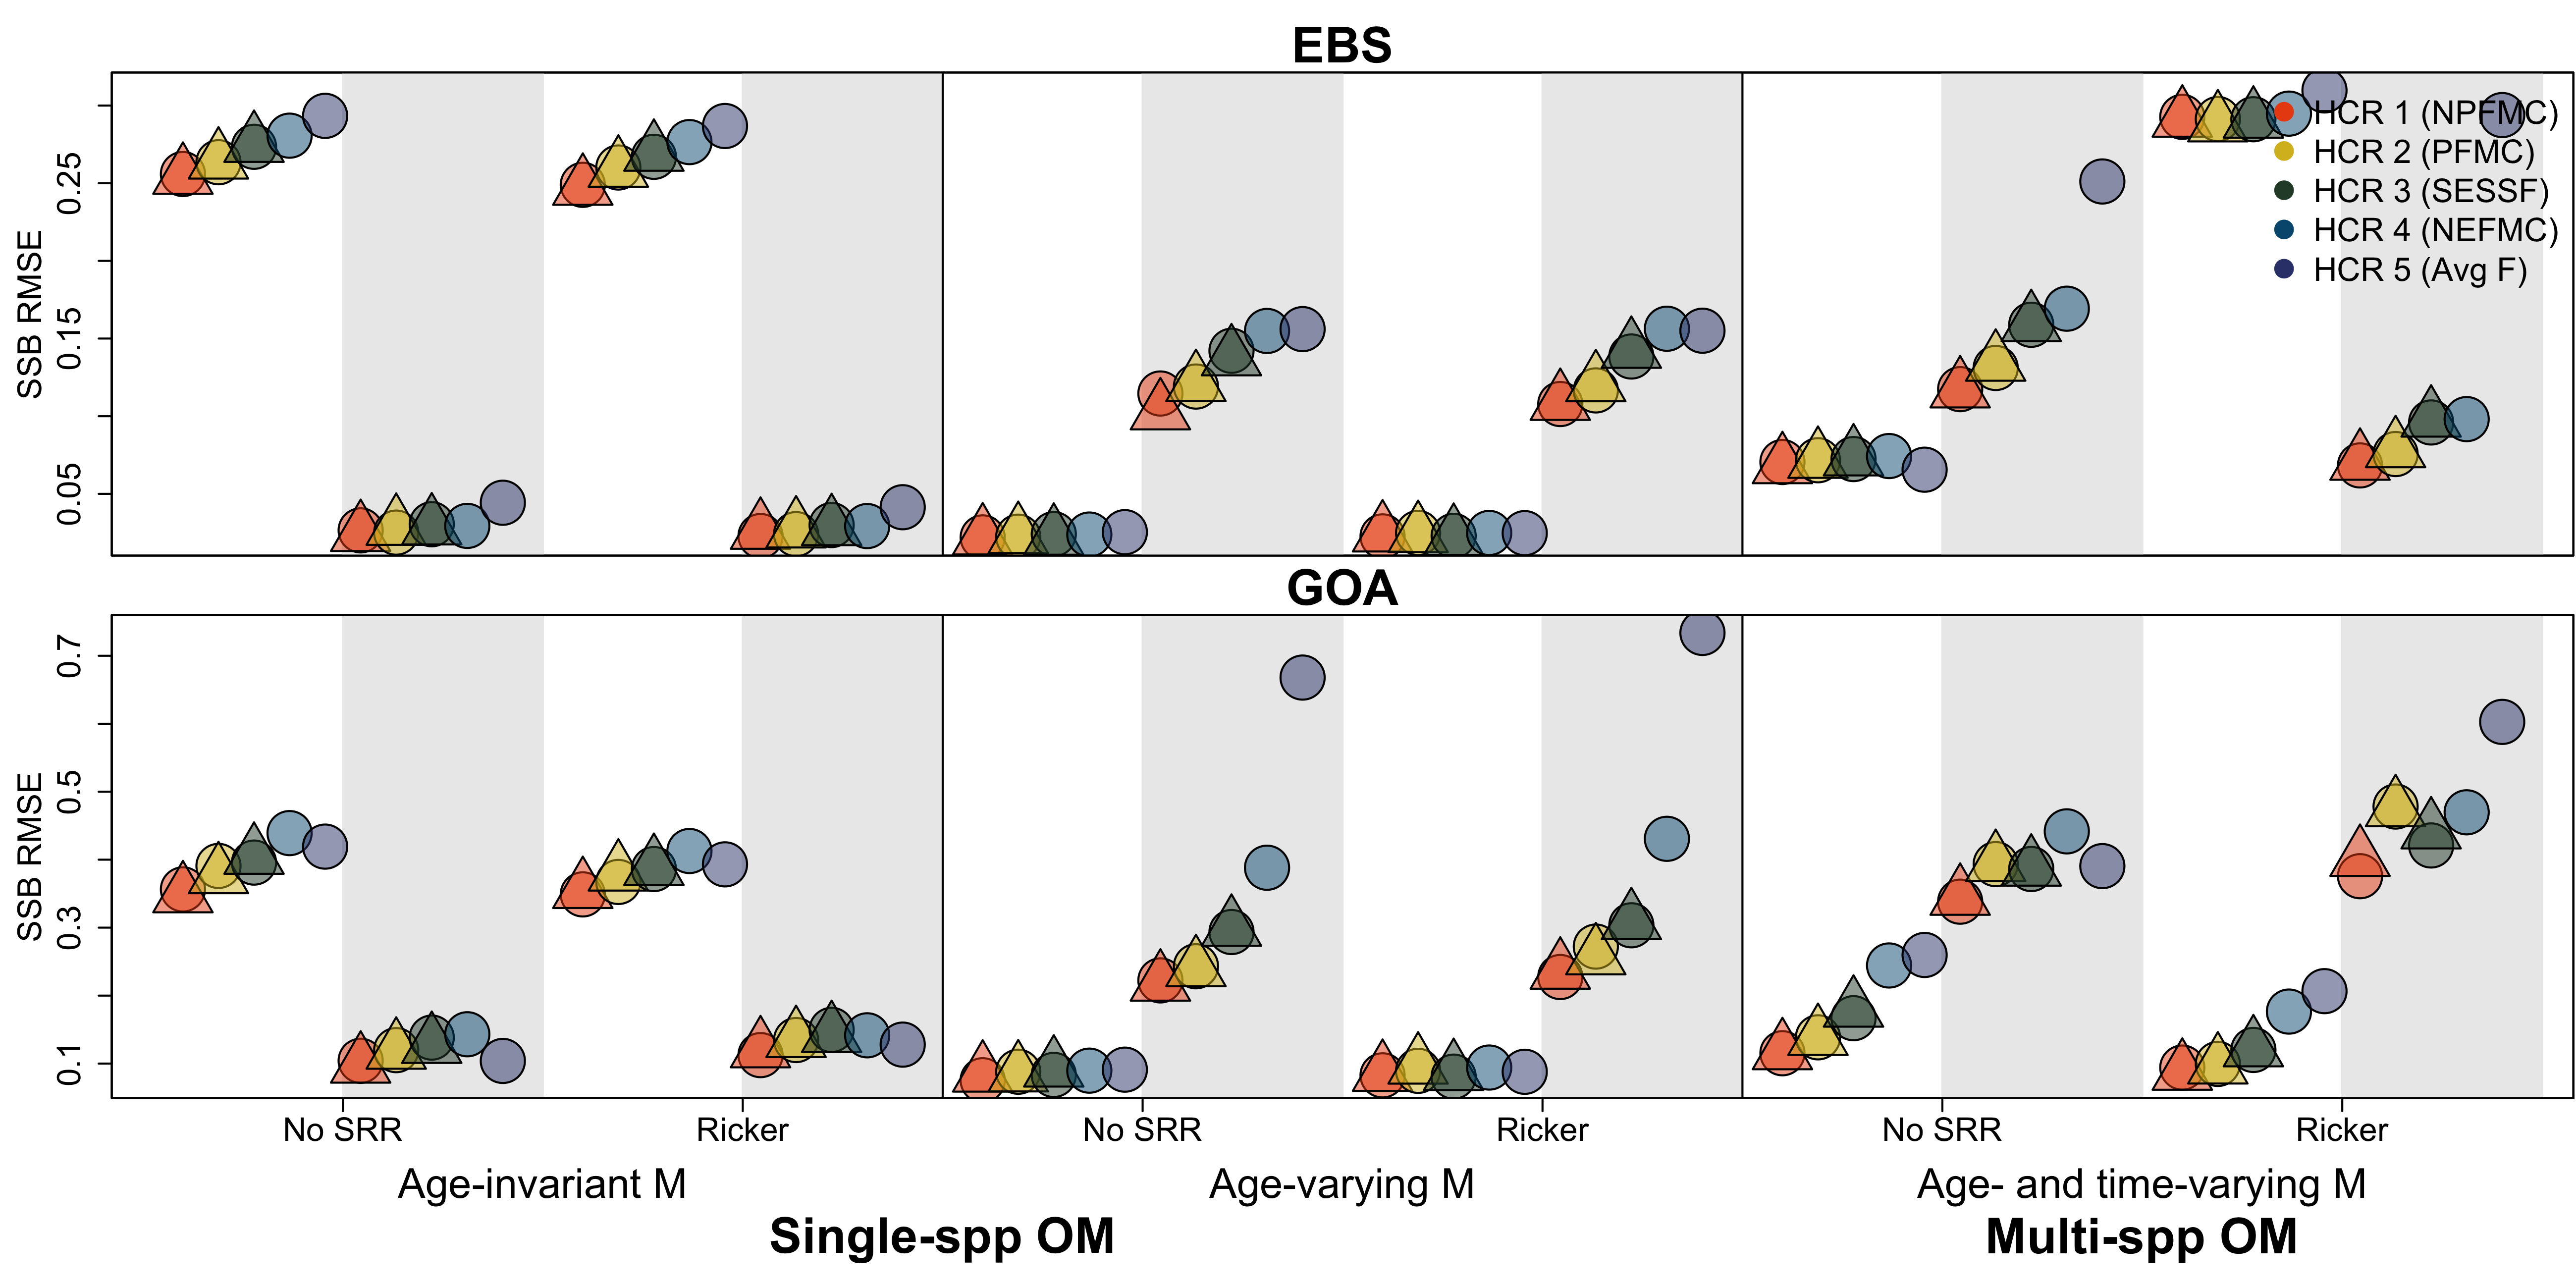 EBS
SSB RMSE
0.25
0.15
0.05
HCR 1 (NPFMC)
HCR 2 (PFMC)
HCR 3 (SESSF)
HCR 4 (NEFMC)
HCR 5 (Avg F)
GOA
SSB RMSE
0.7
0.5
0.3
0.1
No SRR Ricker No SRR Ricker No SRR Ricker
Age-invariant M Age-varying M Age- and time-varying M
Single-spp OM Multi-spp OM